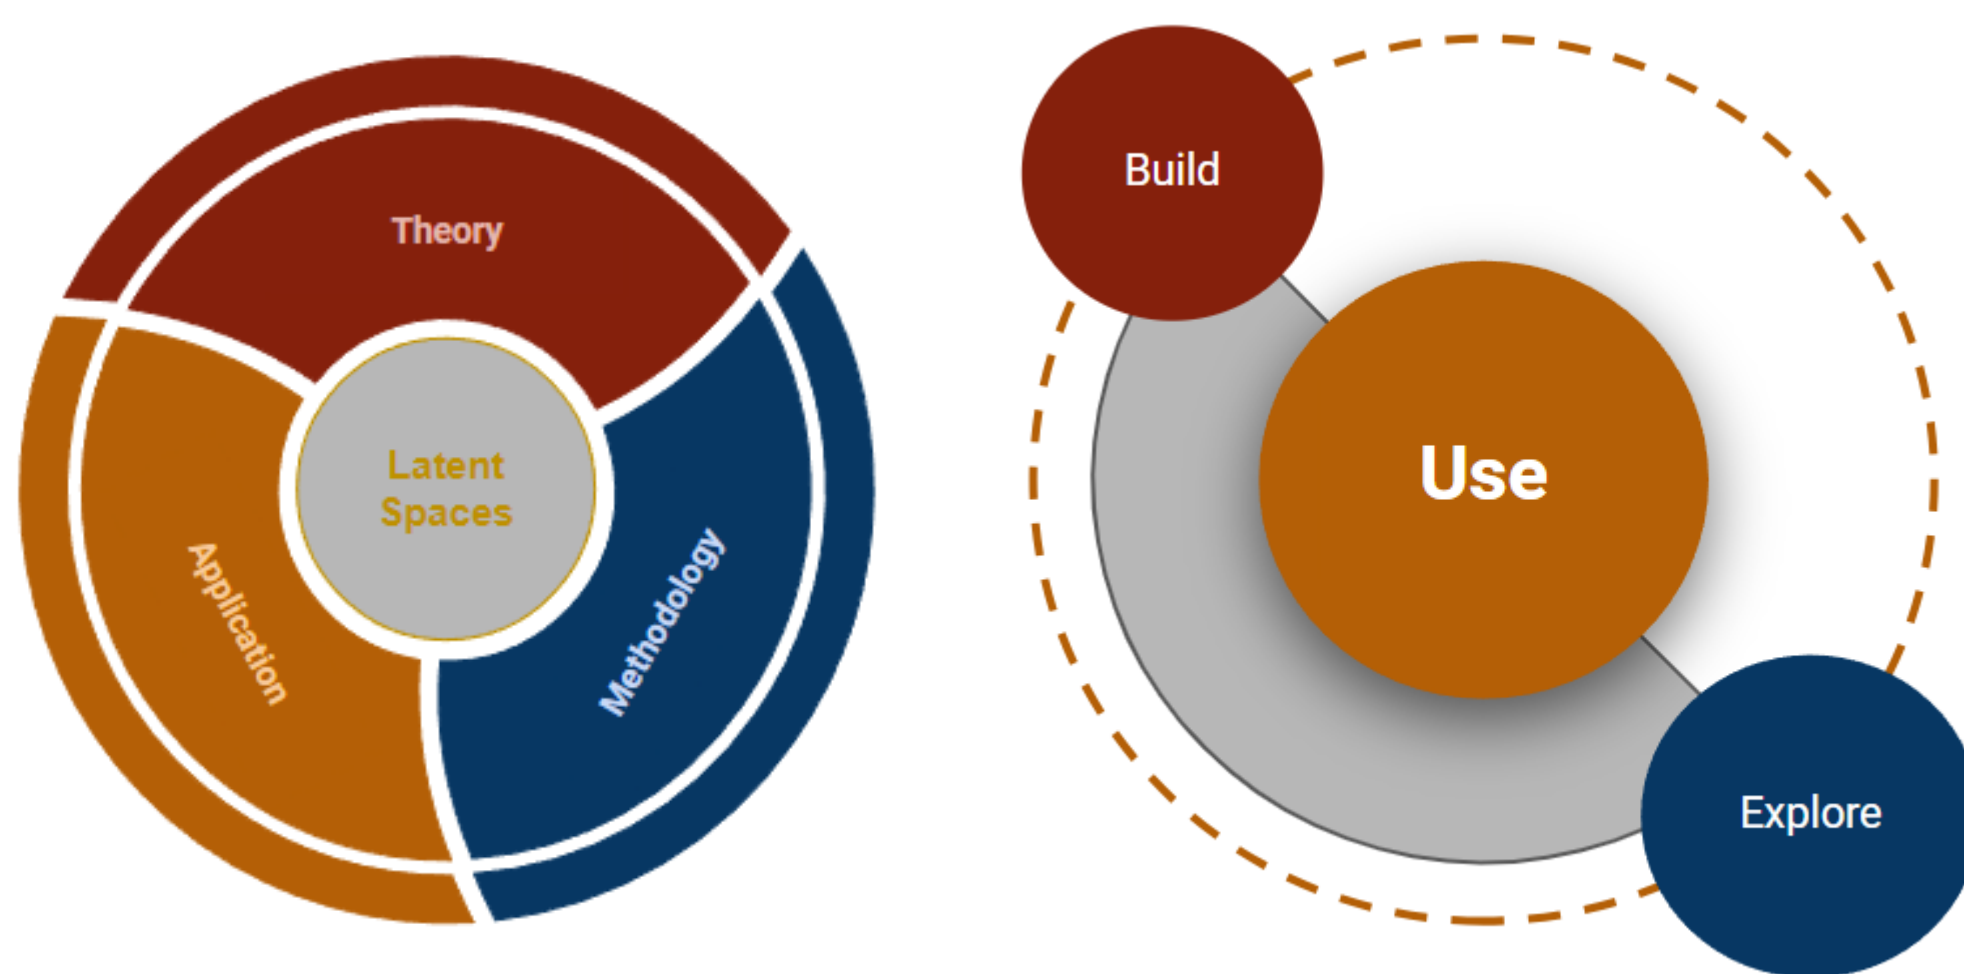 Theory
Latent
Spaces
Application
Methodology
Build
Use
Explore